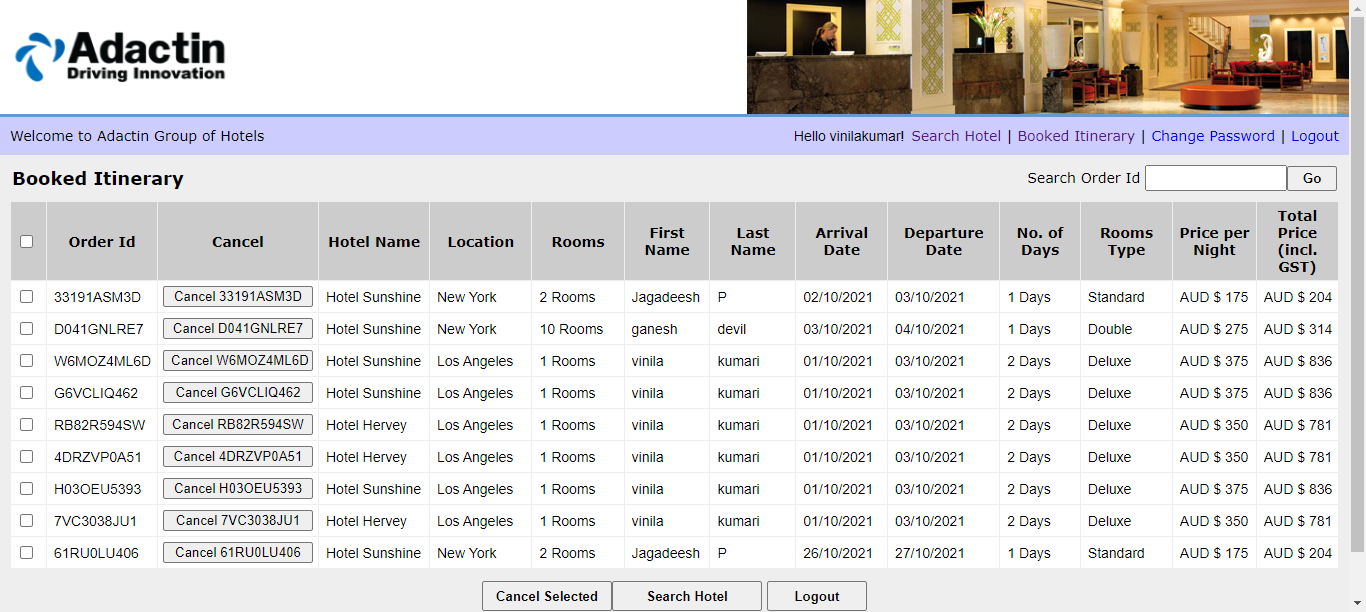 Adactin
Driving Innovation
Welcome to Adactin Group of Hotels Hello vinilakumar! Search Hotel | Booked Itinerary | Change Password | Logout
Booked Itinerary Search Order Id Go
Order Id Cancel Hotel Name Location Rooms First Name Last Name Arrival Date Departure Date No. of Days Rooms Type Price per Night Total Price (incl. GST)
33191ASM3D Cancel 33191ASM3D Hotel Sunshine New York 2 Rooms Jagadeesh P 02/10/2021 03/10/2021 1 Days Standard AUD $ 175 AUD $ 204
D041GNLRE7 Cancel D041GNLRE7 Hotel Sunshine New York 10 Rooms ganesh devil 03/10/2021 04/10/2021 1 Days Double AUD $ 275 AUD $ 314
W6MOZ4ML6D Cancel W6MOZ4ML6D Hotel Sunshine Los Angeles 1 Rooms vinila kumari 01/10/2021 03/10/2021 2 Days Deluxe AUD $ 375 AUD $ 836
G6VCLIQ462 Cancel G6VCLIQ462 Hotel Sunshine Los Angeles 1 Rooms vinila kumari 01/10/2021 03/10/2021 2 Days Deluxe AUD $ 375 AUD $ 836
RB82R594SW Cancel RB82R594SW Hotel Hervey Los Angeles 1 Rooms vinila kumari 01/10/2021 03/10/2021 2 Days Deluxe AUD $ 350 AUD $ 781
4DRZVP0A51 Cancel 4DRZVP0A51 Hotel Hervey Los Angeles 1 Rooms vinila kumari 01/10/2021 03/10/2021 2 Days Deluxe AUD $ 350 AUD $ 781
H03OEU5393 Cancel H03OEU5393 Hotel Sunshine Los Angeles 1 Rooms vinila kumari 01/10/2021 03/10/2021 2 Days Deluxe AUD $ 375 AUD $ 836
7VC3038JU1 Cancel 7VC3038JU1 Hotel Hervey Los Angeles 1 Rooms vinila kumari 01/10/2021 03/10/2021 2 Days Deluxe AUD $ 350 AUD $ 781
61RU0LU406 Cancel 61RU0LU406 Hotel Sunshine New York 2 Rooms Jagadeesh P 26/10/2021 27/10/2021 1 Days Standard AUD $ 175 AUD $ 204
Cancel Selected Search Hotel Logout